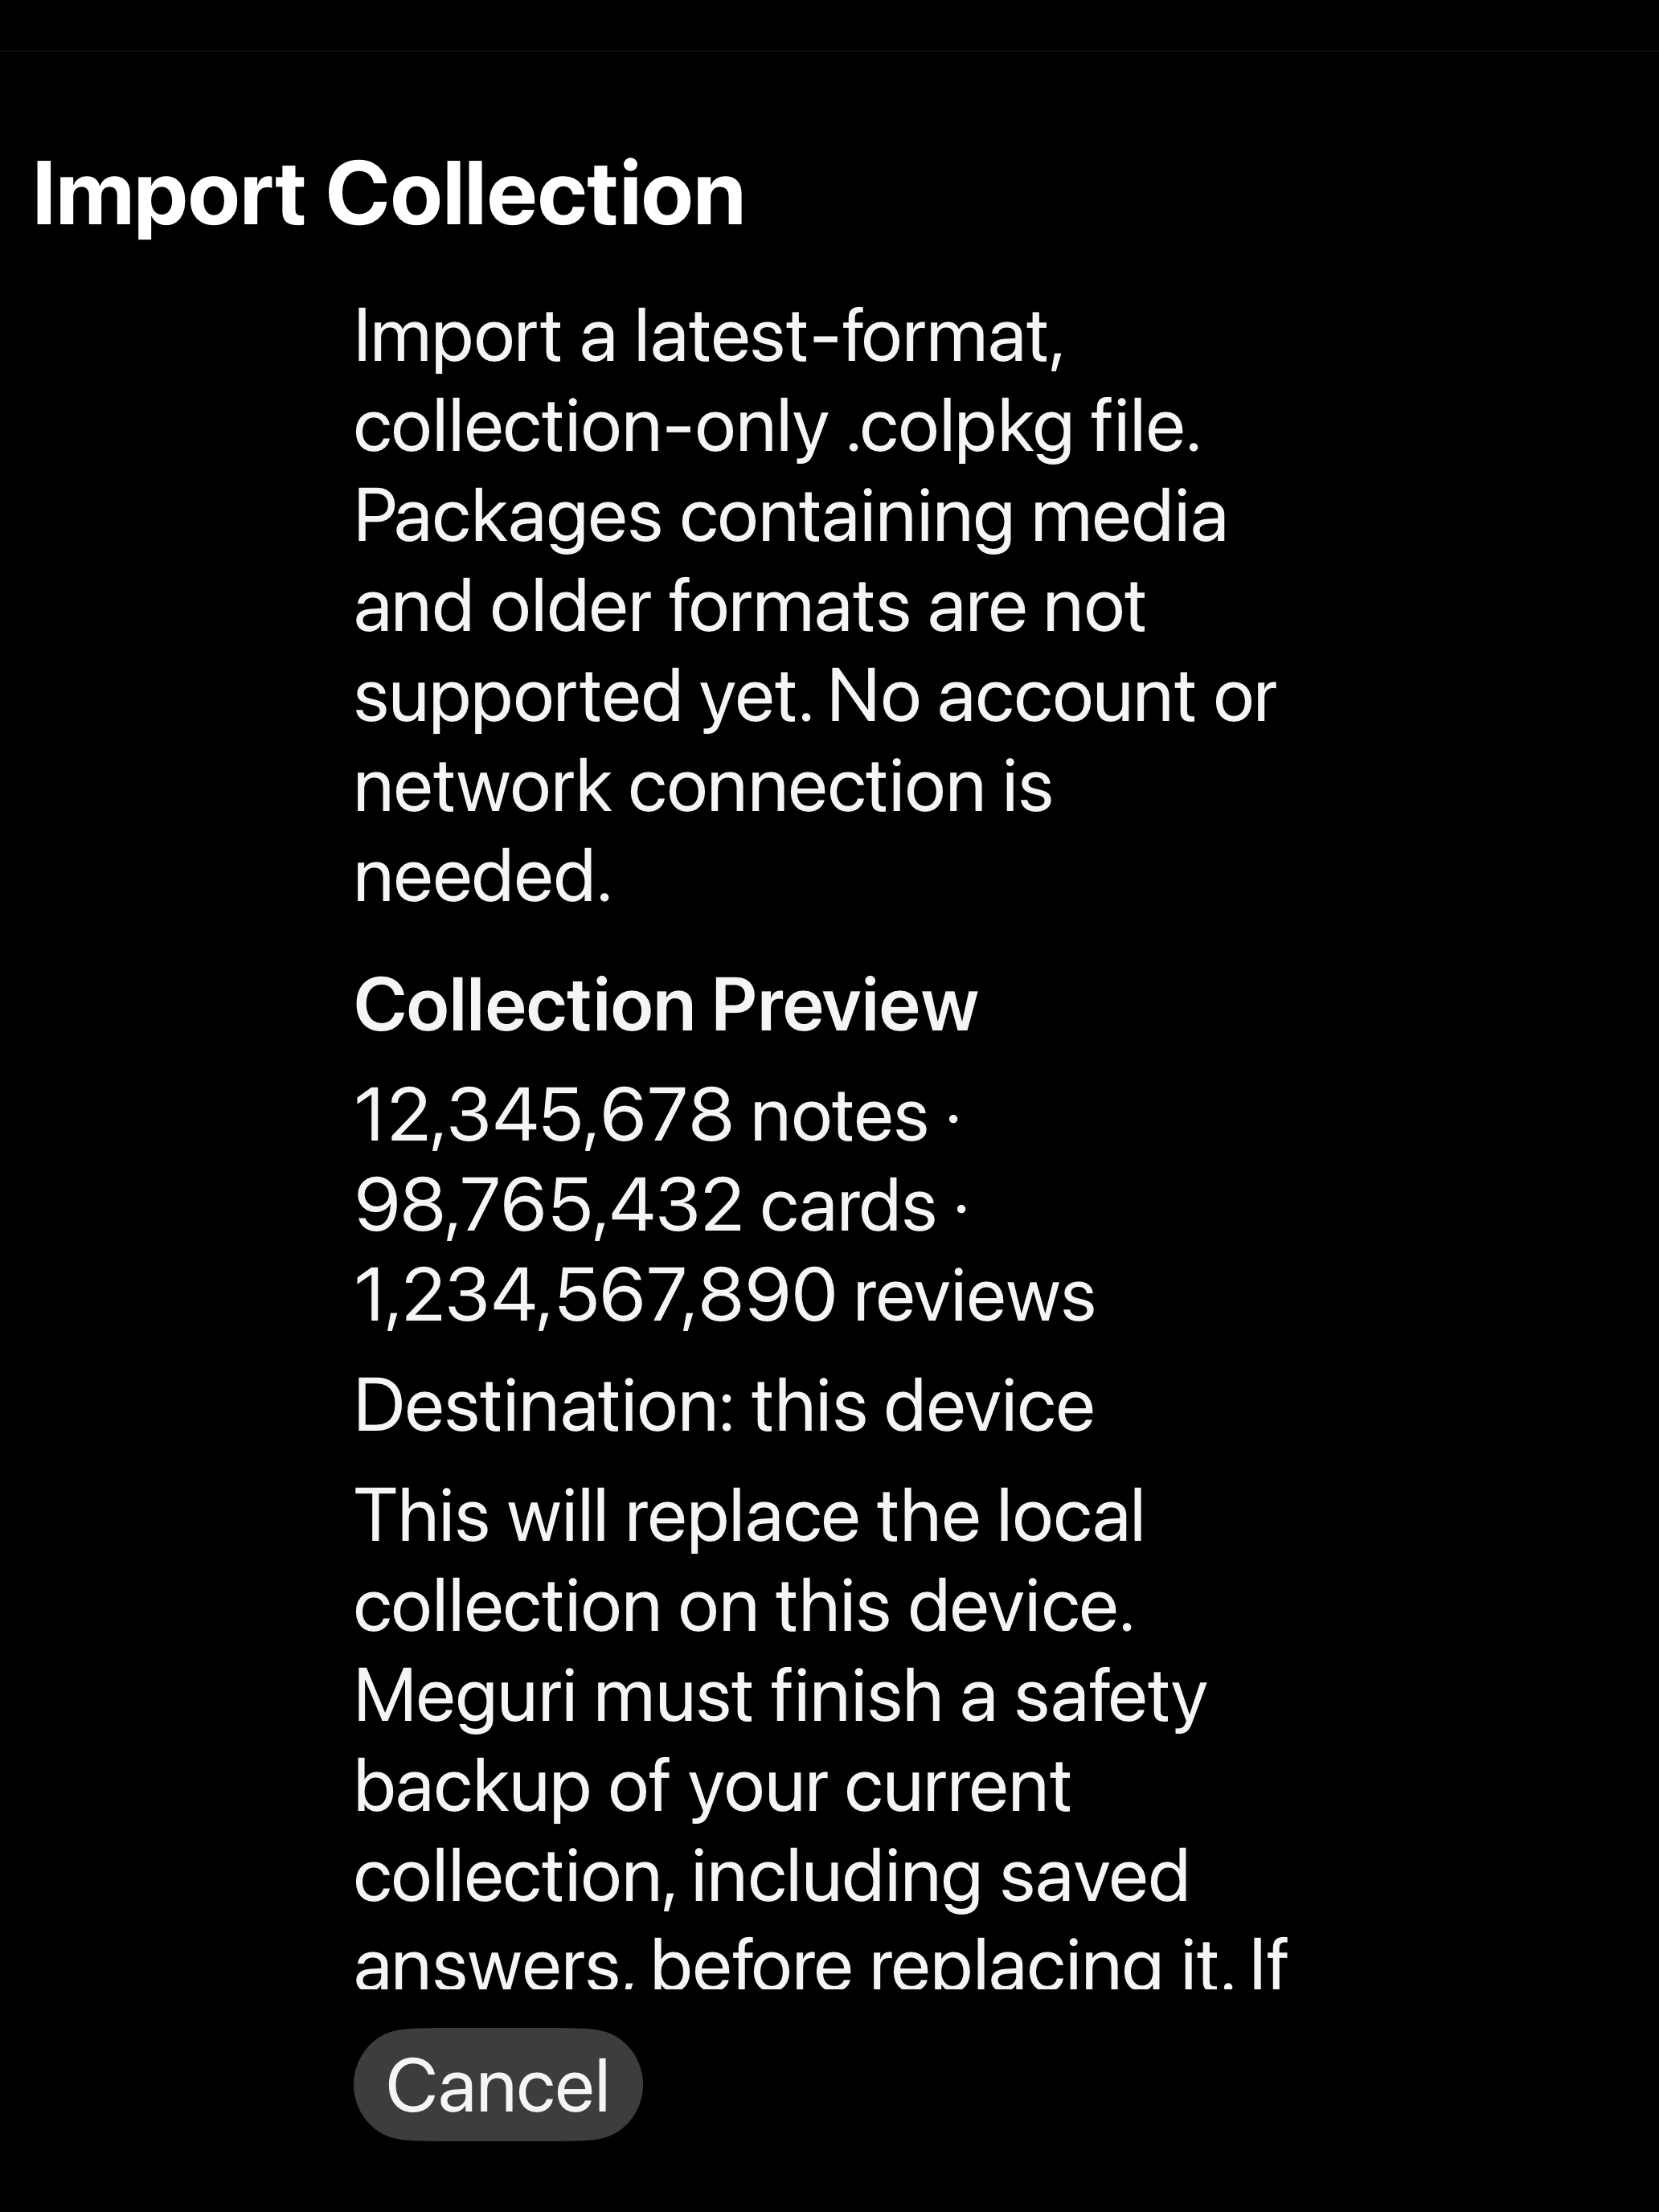 Import Collection
Import a latest-format,
collection-only .colpkg file.
Packages containing media
and older formats are not
supported yet. No account or
network connection is
needed.
Collection Preview
12,345,678 notes ·
98,765,432 cards ·
1,234,567,890 reviews
Destination: this device
This will replace the local
collection on this device.
Meguri must finish a safety
backup of your current
collection, including saved
answers, before replacing it. If
Cancel